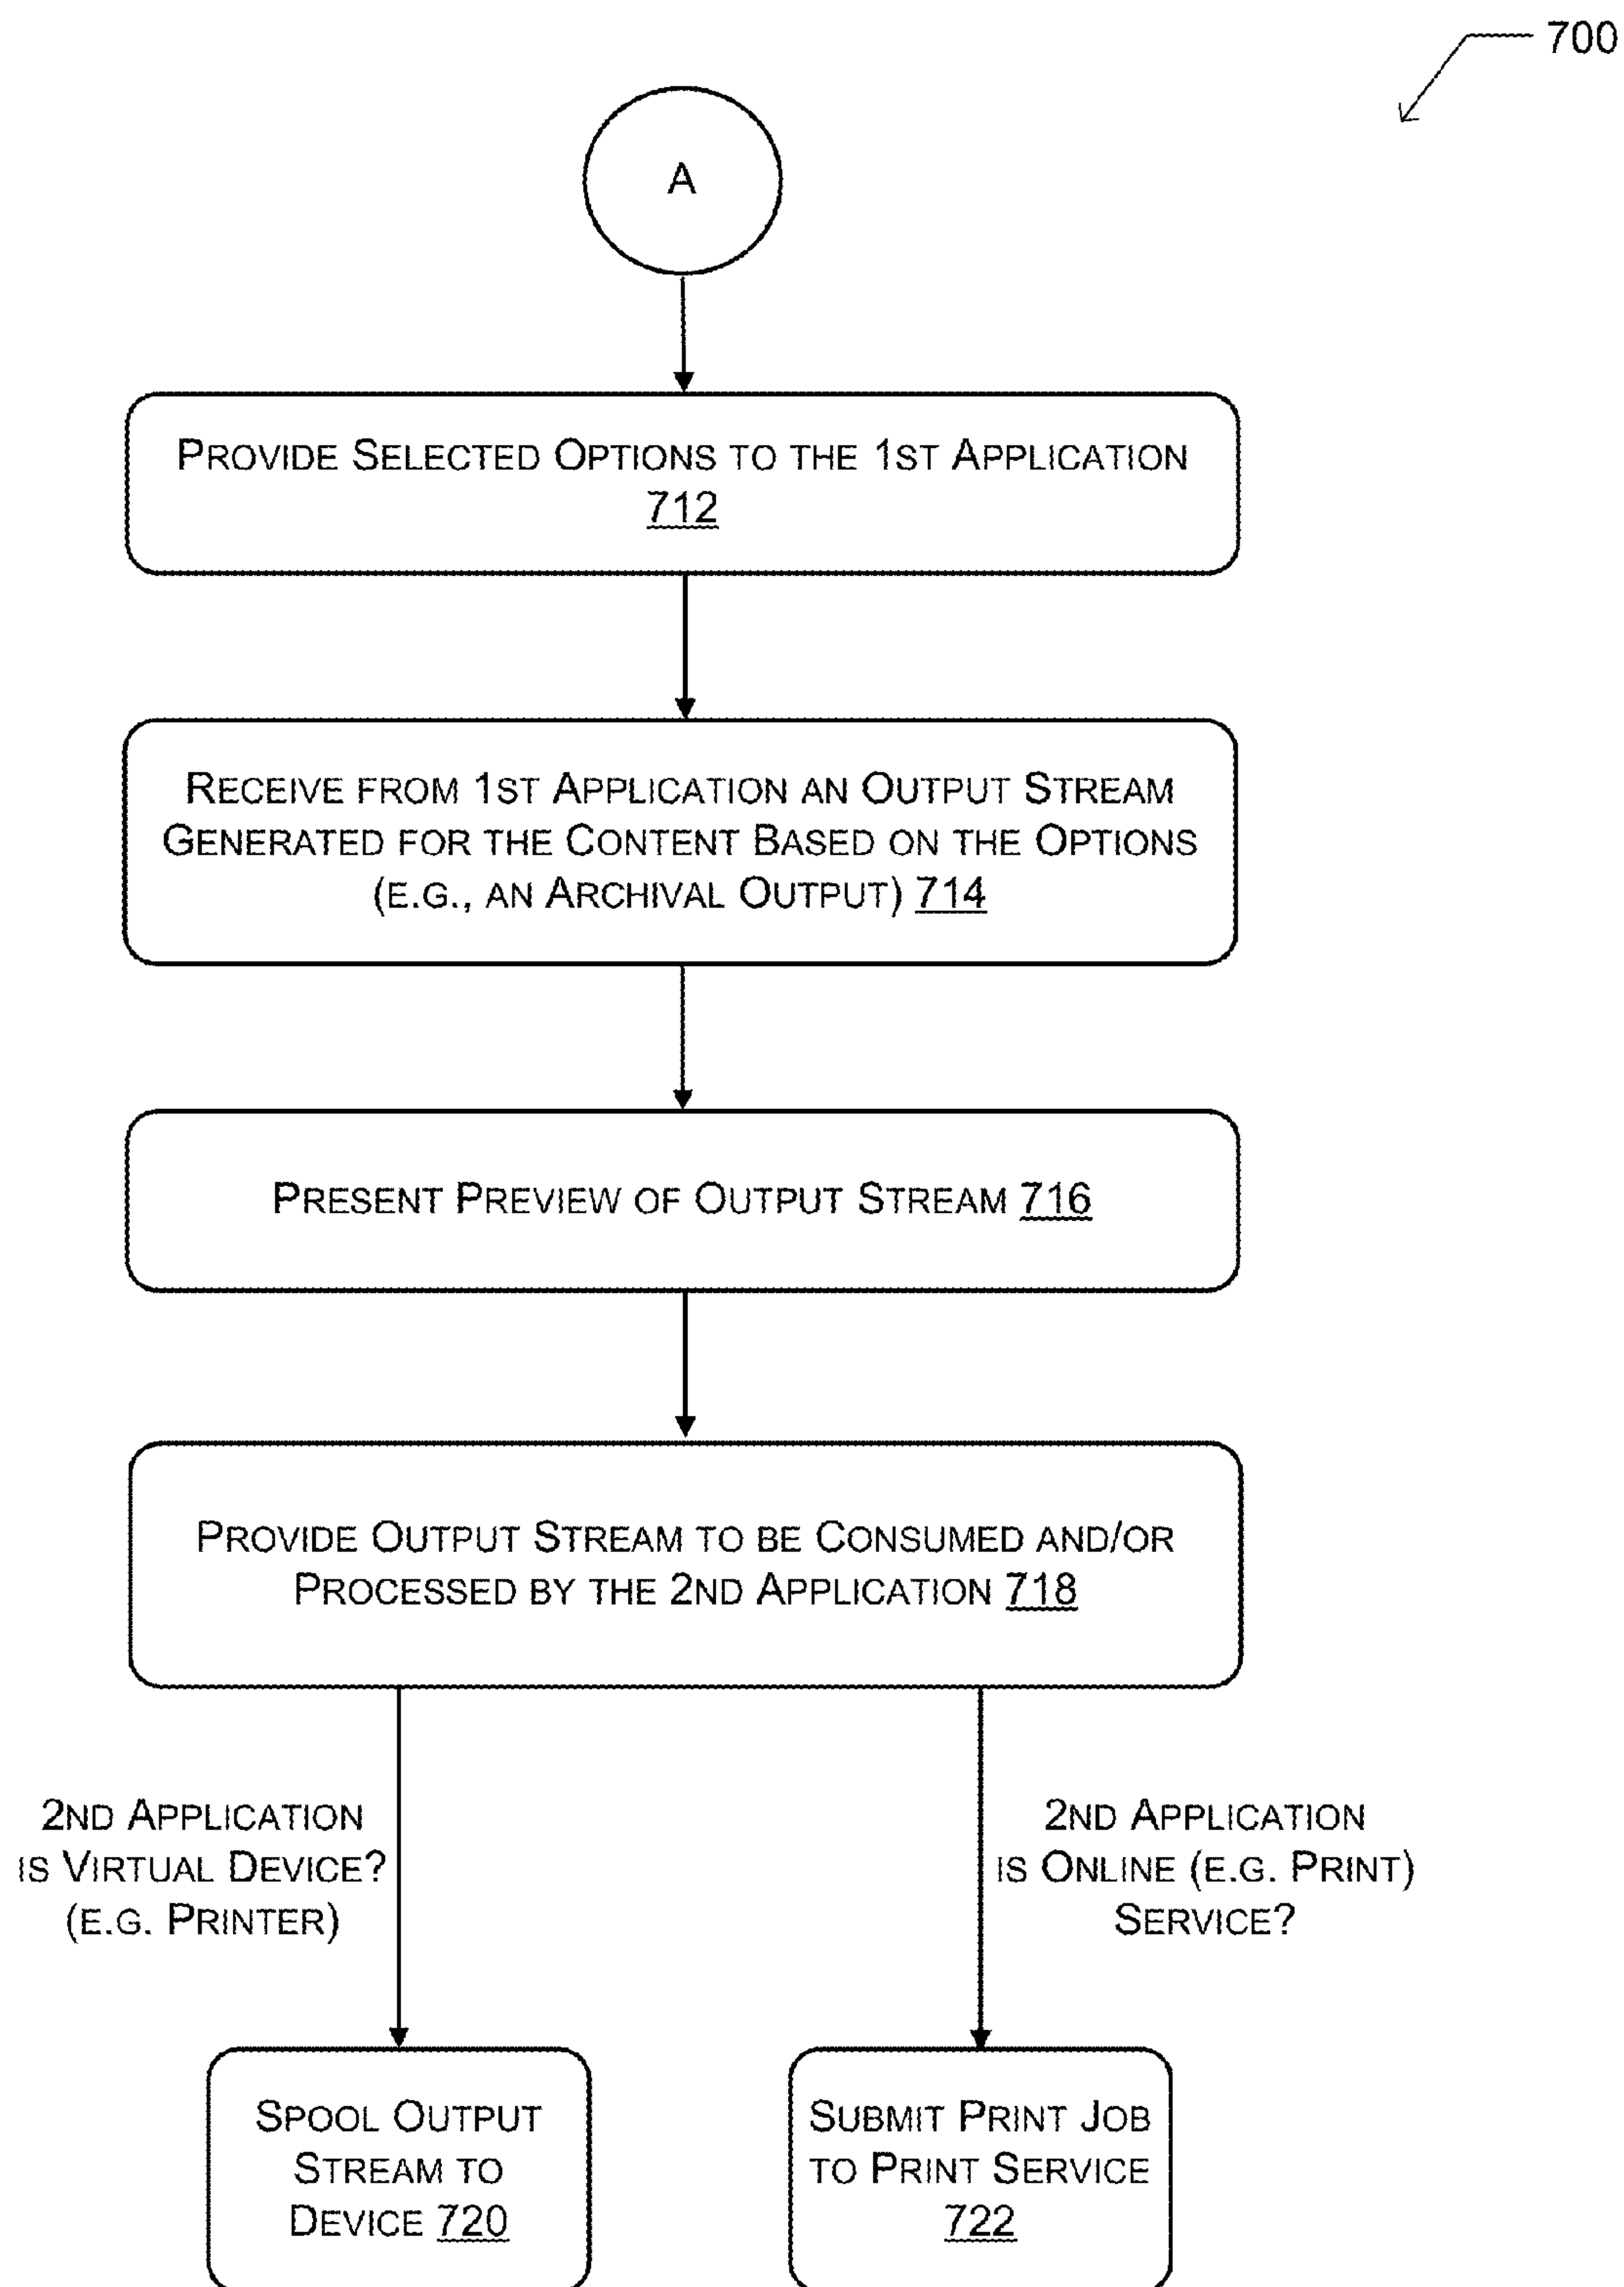 700
A
Provide Selected Options to the 1st Application
712
Receive from 1st Application an Output Stream
Generated for the Content Based on the Options
(e.g., an Archival Output) 714
Present Preview of Output Stream 716
Provide Output Stream to be Consumed and/or
Processed by the 2nd Application 718
2nd Application
is Virtual Device?
(e.g. Printer)
2nd Application
is Online (e.g. Print)
Service?
Spool Output
Stream to
Device 720
Submit Print Job
to Print Service
722